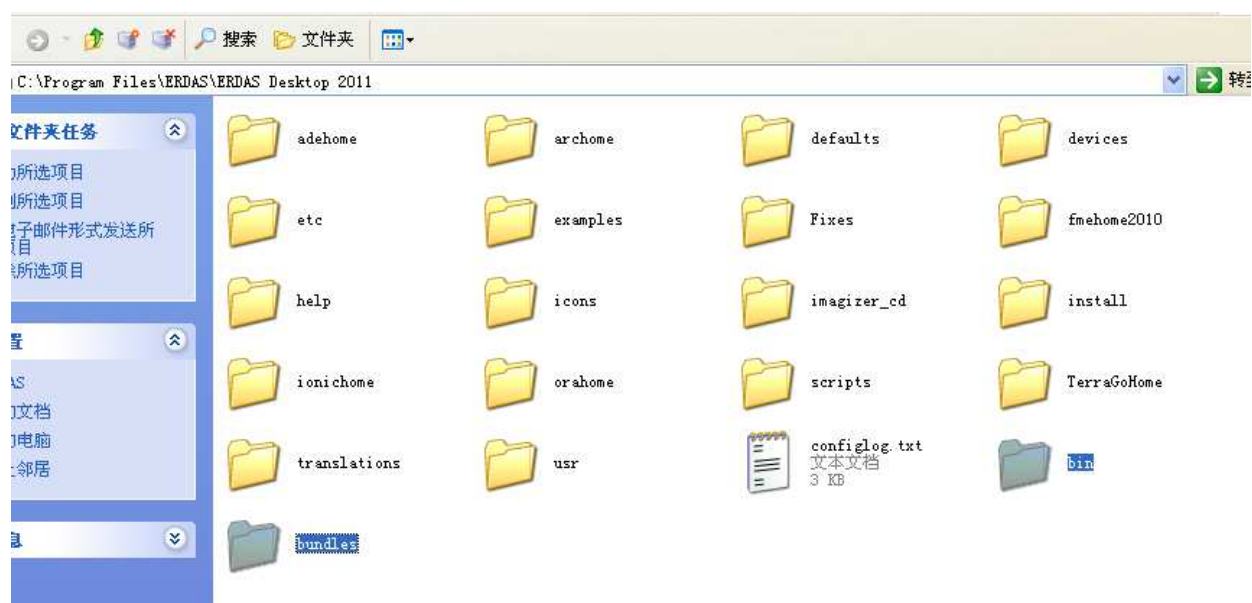 搜索 文件夹
C:\Program Files\ERDAS\ERDAS Desktop 2011 转到
文件夹任务
所选项目
所选项目
子邮件形式发送所
项目
所选项目
文档
电脑
邻居
adehome archome defaults devices
etc examples Fixes fmehome2010
help icons imagizer_cd install
ionichome orahome scripts TerraGoHome
translations usr configlog.txt bin
文本文档
3 KB
bundles